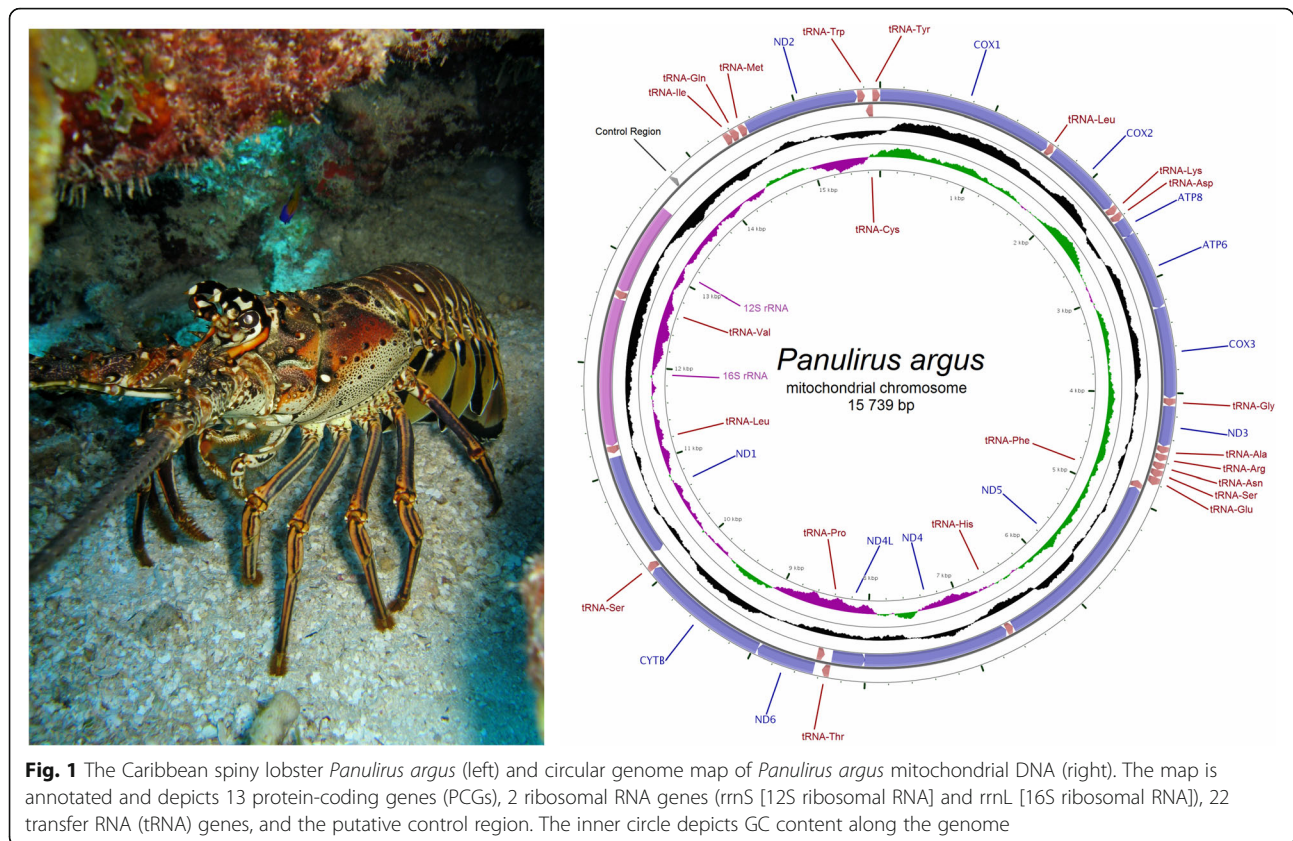 tRNA-Trp
tRNA-Tyr
ND2
COX1
tRNA-Met
tRNA-Gln
tRNA-Ile
tRNA-Leu
COX2
Control Region
tRNA-Lys
tRNA-Asp
ATP8
ATP6
15 kbp
1 kbp
tRNA-Cys
14 kbp
2 kbp
13 kbp
12S rRNA
3 kbp
tRNA-Val
COX3
Panulirus argus
mitochondrial chromosome
15 739 bp
12 kbp
16S rRNA
4 kbp
tRNA-Gly
tRNA-Leu
ND3
11 kbp
tRNA-Phe
tRNA-Ala
ND1
5 kbp
tRNA-Arg
tRNA-Asn
ND5
tRNA-Ser
tRNA-Glu
10 kbp
tRNA-His
6 kbp
tRNA-Pro
ND4L
ND4
9 kbp
7 kbp
tRNA-Ser
CYTB
ND6
tRNA-Thr
Fig. 1 The Caribbean spiny lobster Panulirus argus (left) and circular genome map of Panulirus argus mitochondrial DNA (right). The map is
annotated and depicts 13 protein-coding genes (PCGs), 2 ribosomal RNA genes (rrnS [12S ribosomal RNA] and rrnL [16S ribosomal RNA]), 22
transfer RNA (tRNA) genes, and the putative control region. The inner circle depicts GC content along the genome